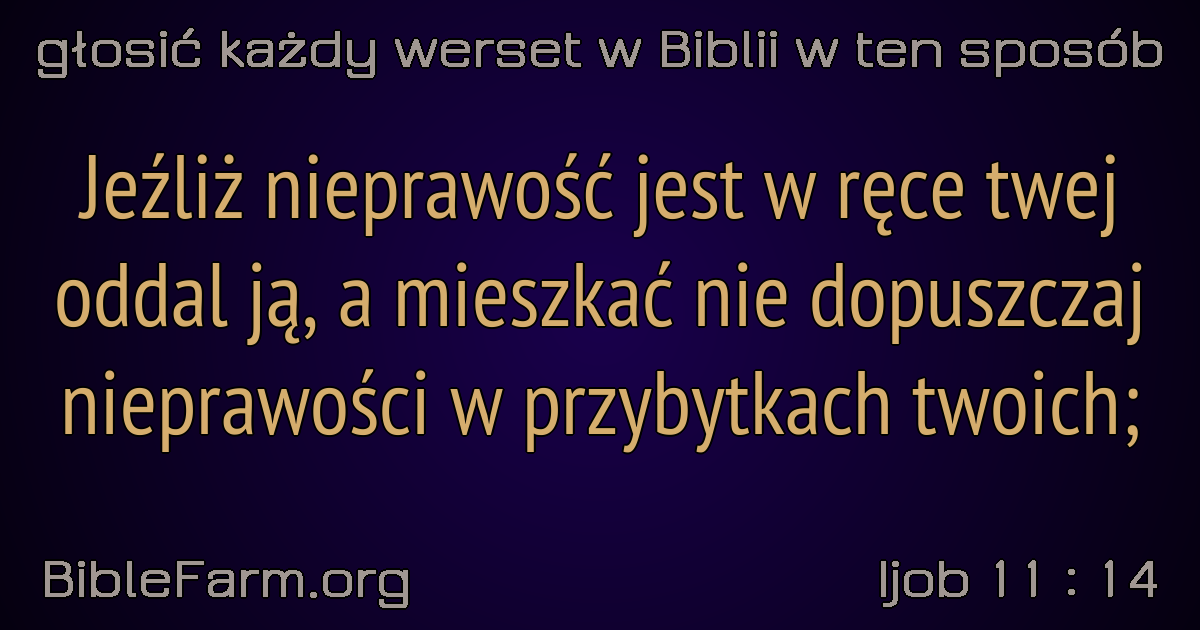 głosić każdy werset w Biblii w ten sposób
Jeźliż nieprawość jest w ręce twej
oddal ją, a mieszkać nie dopuszczaj
nieprawości w przybytkach twoich;
BibleFarm.org
Ijob 11 : 14